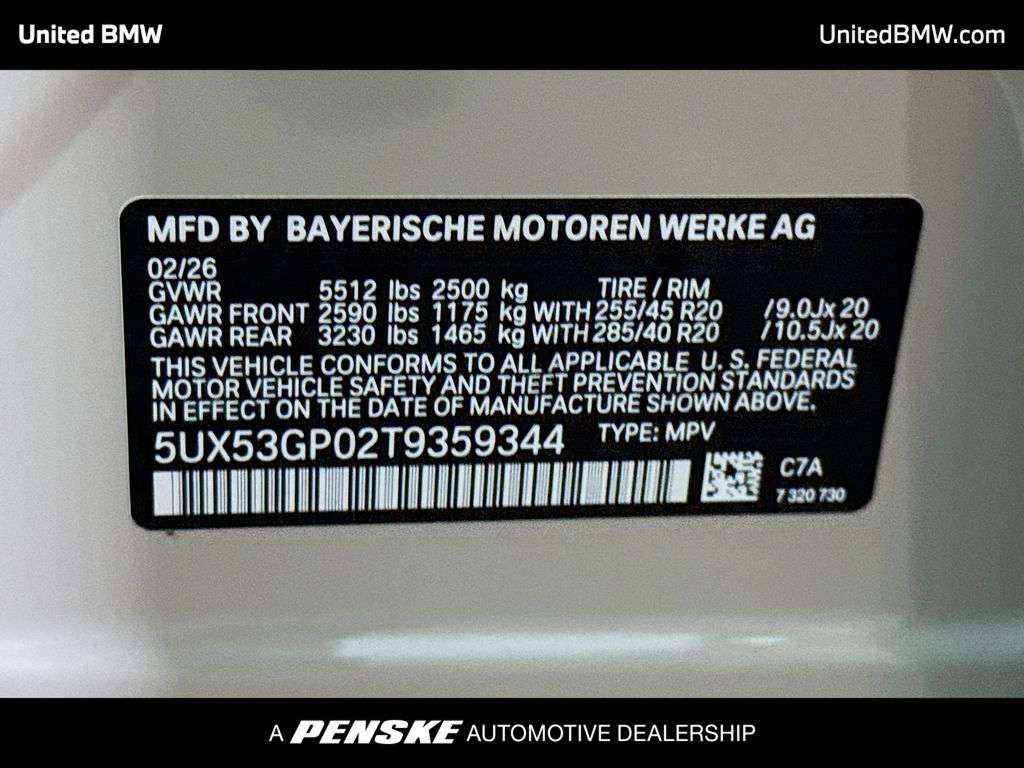 United BMW
UnitedBMW.com
MFD BY BAYERISCHE MOTOREN WERKE AG
02/26
GVWR 5512 lbs 2500 kg TIRE / RIM
GAWR FRONT 2590 lbs 1175 kg WITH 255/45 R20 /9.0Jx 20
GAWR REAR 3230 lbs 1465 kg WITH 285/40 R20 /10.5Jx 20
THIS VEHICLE CONFORMS TO ALL APPLICABLE U. S. FEDERAL
MOTOR VEHICLE SAFETY AND THEFT PREVENTION STANDARDS
IN EFFECT ON THE DATE OF MANUFACTURE SHOWN ABOVE.
5UX53GP02T9359344 TYPE: MPV
C7A
7 320 730
A PENSKE AUTOMOTIVE DEALERSHIP